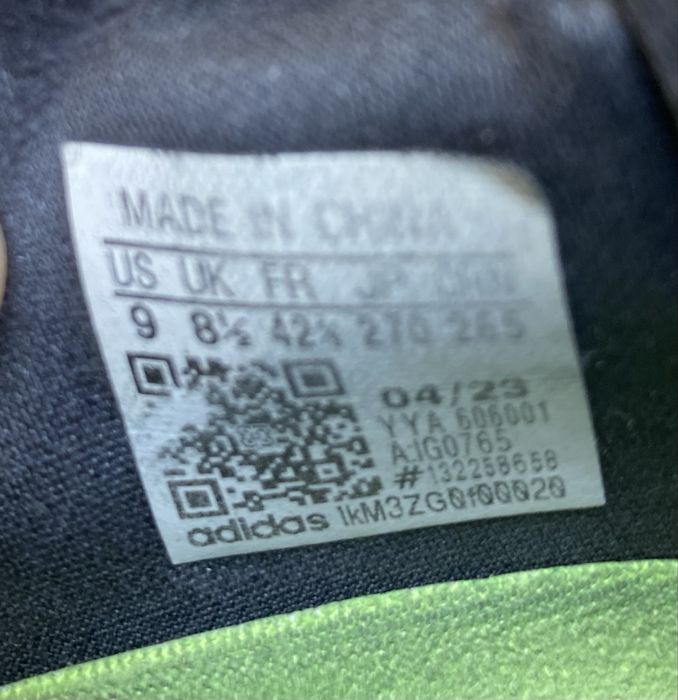 MADE IN CHINA
US UK FR JP CHN
9 8½ 42⅔ 270 265
04/23
YYA 606001
A.IG0765
#132258658
adidas 1kM3ZG0f00020